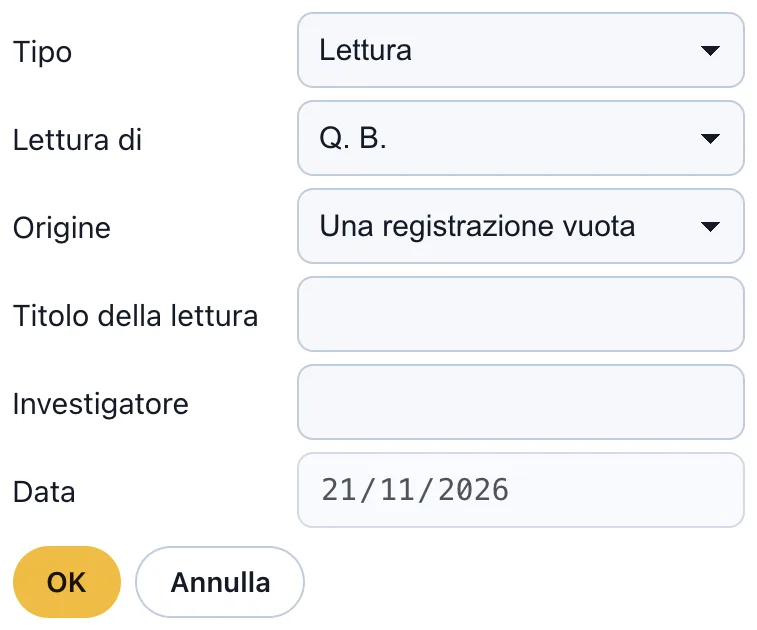 Tipo Lettura
Lettura di Q. B.
Origine Una registrazione vuota
Titolo della lettura
Investigatore
Data 21/11/2026
OK Annulla